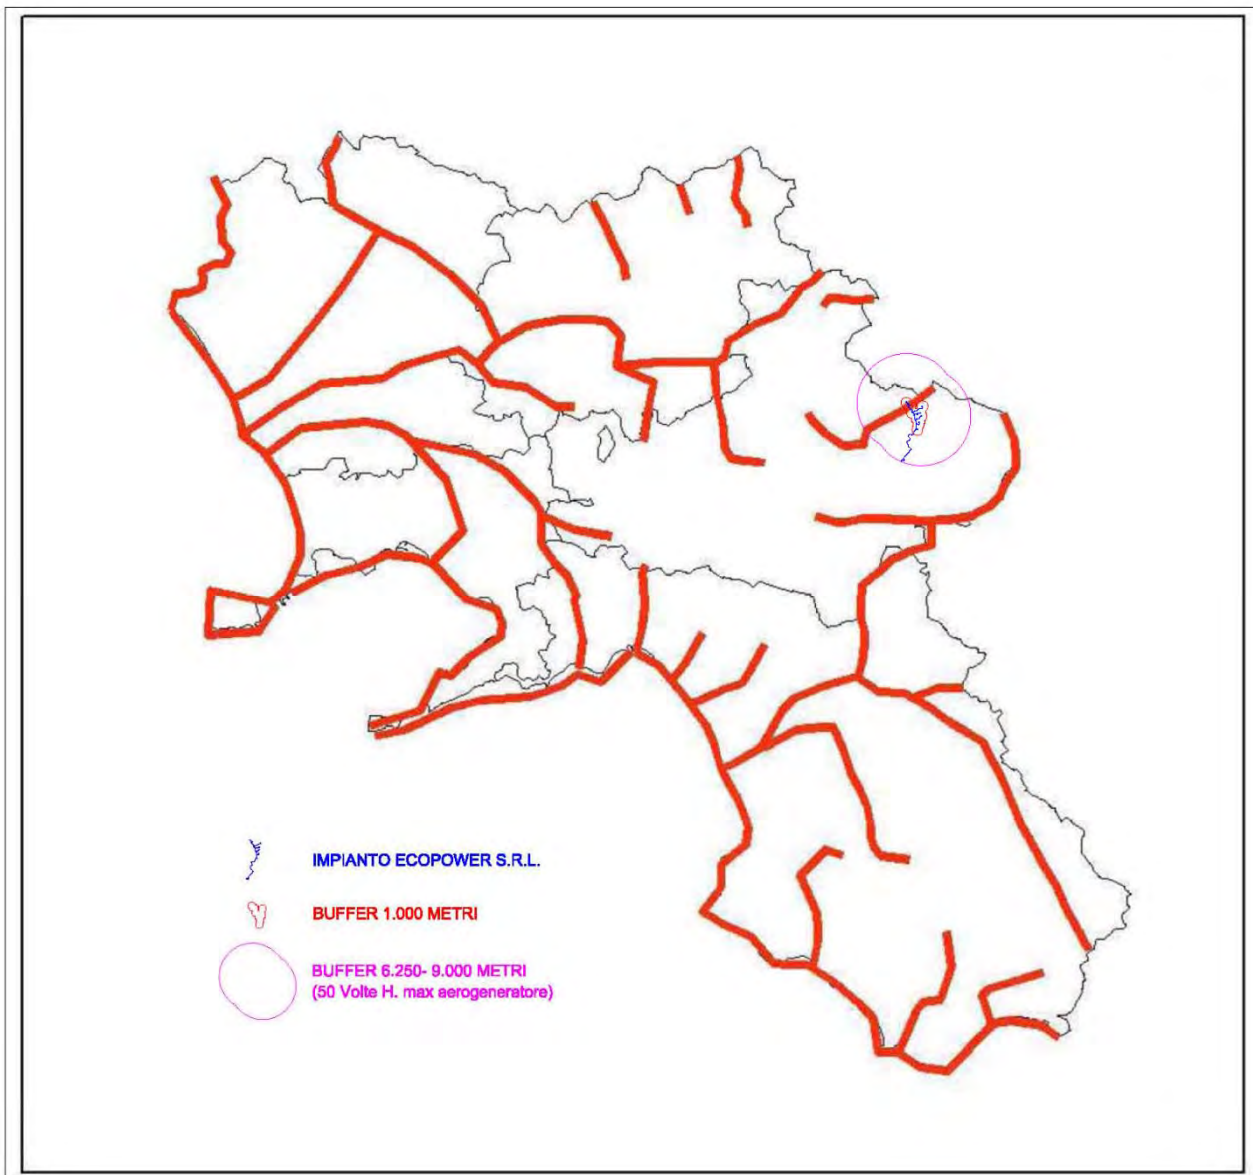 IMPIANTO ECOPOWER S.R.L.
BUFFER 1.000 METRI
BUFFER 6.250- 9.000 METRI
(50 Volte H. max aerogeneratore)